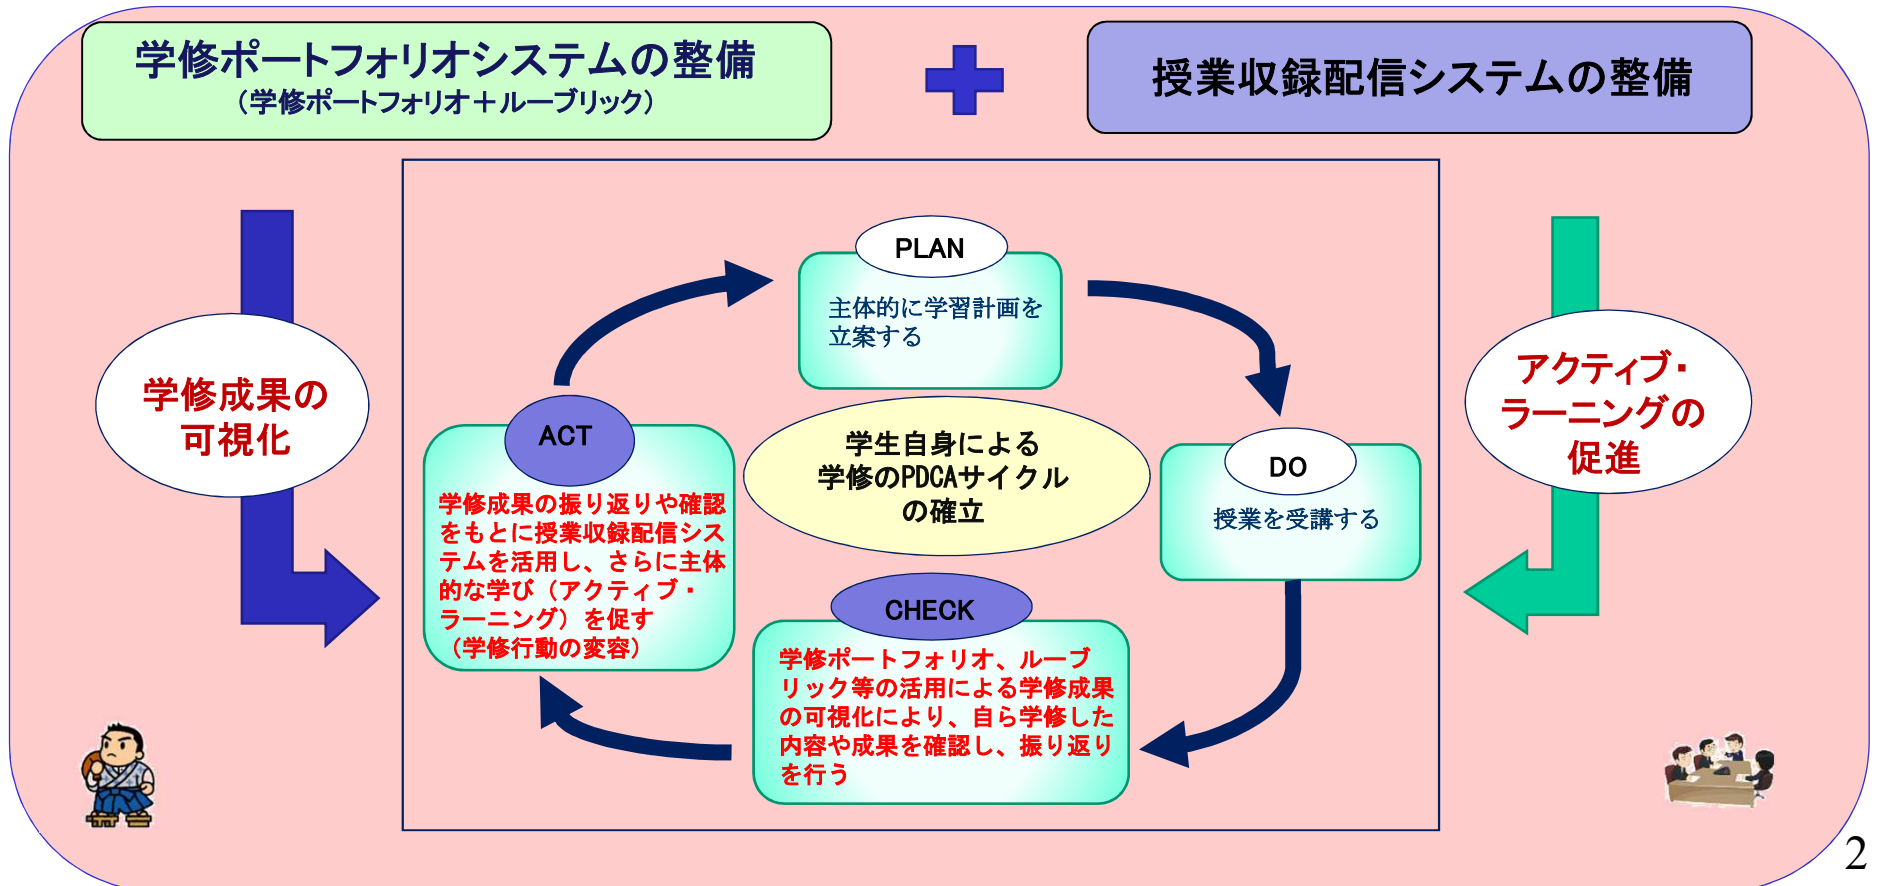 学修ポートフォリオシステムの整備
（学修ポートフォリオ＋ルーブリック）
授業収録配信システムの整備
学修成果の
可視化
PLAN
主体的に学習計画を
立案する
DO
授業を受講する
CHECK
学修ポートフォリオ、ルーブ
リック等の活用による学修成果
の可視化により、自ら学修した
内容や成果を確認し、振り返り
を行う
ACT
学修成果の振り返りや確認
をもとに授業収録配信シス
テムを活用し、さらに主体
的な学び（アクティブ・
ラーニング）を促す
（学修行動の変容）
学生自身による
学修のPDCAサイクル
の確立
アクティブ・
ラーニングの
促進
2